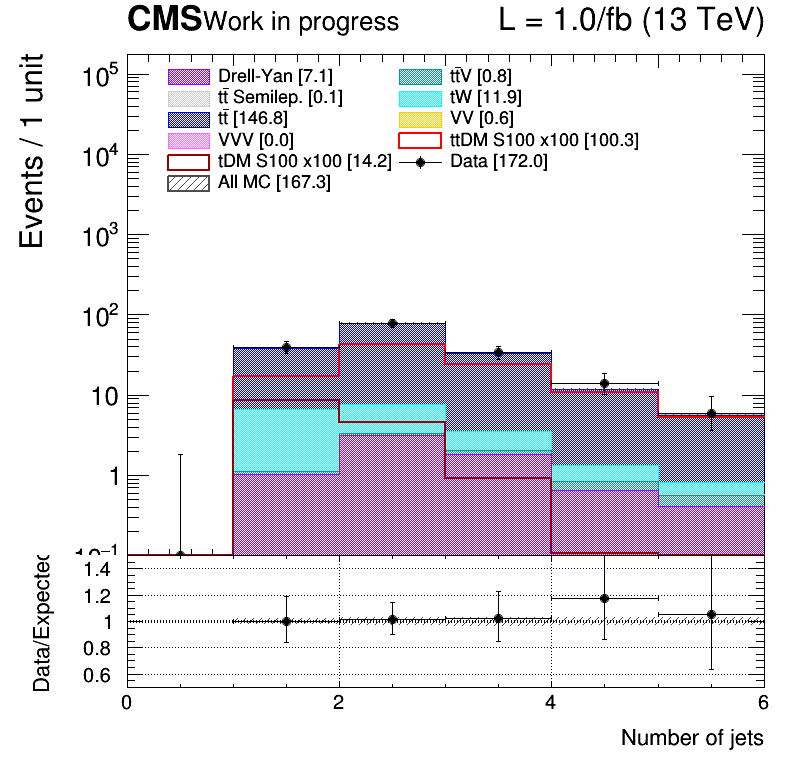 CMS Work in progress L = 1.0/fb (13 TeV)
Events / 1 unit
10⁵
10⁴
10³
10²
10
1
10⁻¹
Drell-Yan [7.1]
tt̄V [0.8]
tt̄ Semilep. [0.1]
tW [11.9]
tt̄ [146.8]
VV [0.6]
VVV [0.0]
ttDM S100 x100 [100.3]
tDM S100 x100 [14.2]
Data [172.0]
All MC [167.3]
Data/Expected
1.4
1.2
1
0.8
0.6
0 2 4 6
Number of jets